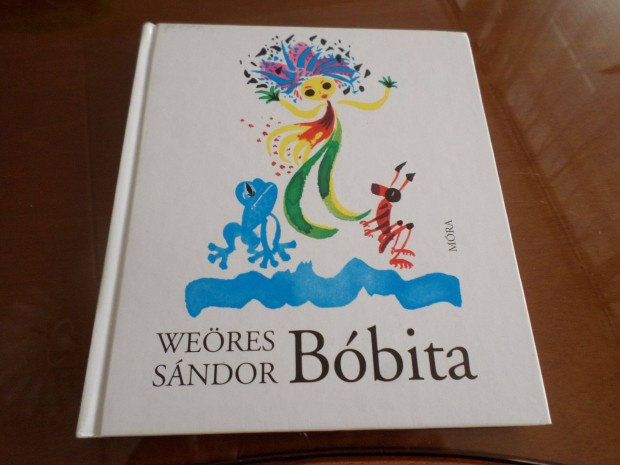 MÓRA
WEÖRES
SÁNDOR
Bóbita